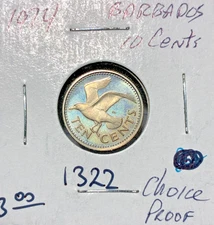 1974 BARBADOS
10 Cents
TEN CENTS
1322
3.00
CHOICE
PROOF